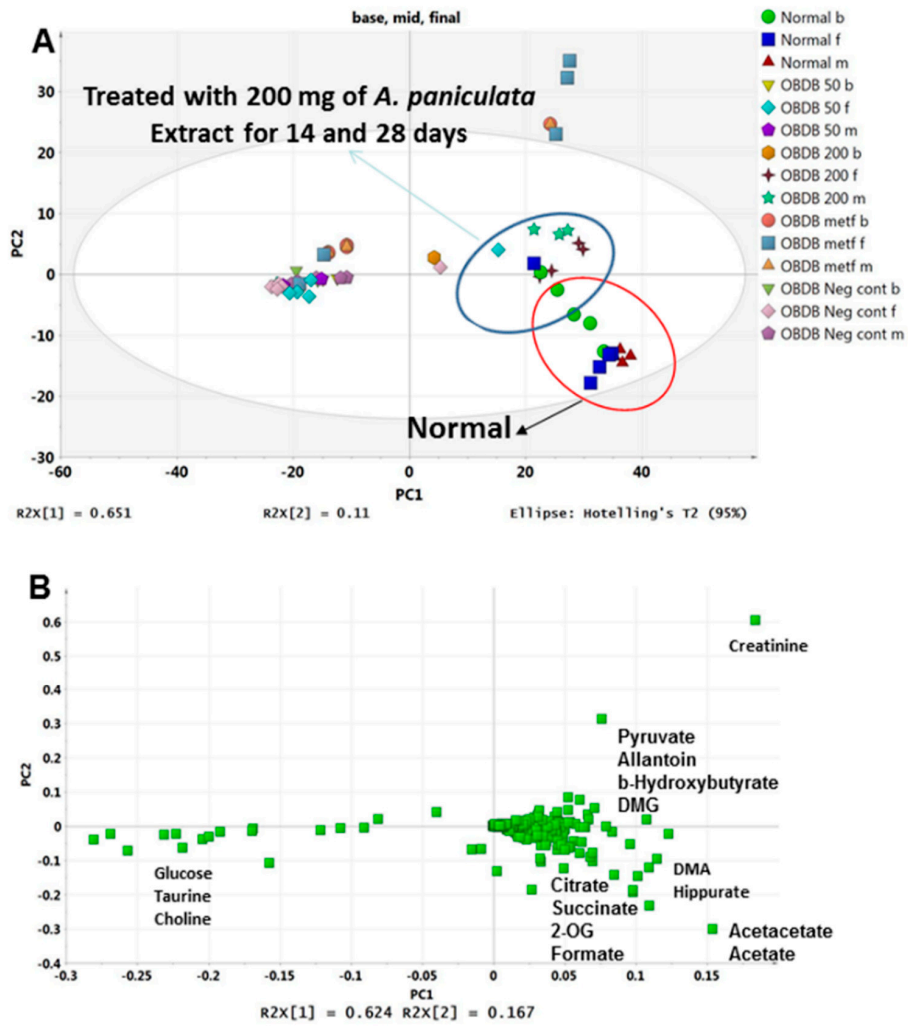 base, mid, final
A
Treated with 200 mg of A. paniculata
Extract for 14 and 28 days
Normal
PC2
30
20
10
0
-10
-20
-30
-60
-40
-20
0
20
40
PC1
R2X[1] = 0.651
R2X[2] = 0.11
Ellipse: Hotelling's T2 (95%)
Normal b
Normal f
Normal m
OBDB 50 b
OBDB 50 f
OBDB 50 m
OBDB 200 b
OBDB 200 f
OBDB 200 m
OBDB metf b
OBDB metf f
OBDB metf m
OBDB Neg cont b
OBDB Neg cont f
OBDB Neg cont m
B
PC2
0.6
0.5
0.4
0.3
0.2
0.1
0
-0.1
-0.2
-0.3
-0.4
Creatinine
Pyruvate
Allantoin
b-Hydroxybutyrate
DMG
Glucose
Taurine
Choline
Citrate
Succinate
2-OG
Formate
DMA
Hippurate
Acetacetate
Acetate
-0.3
-0.25
-0.2
-0.15
-0.1
-0.05
0
0.05
0.1
0.15
PC1
R2X[1] = 0.624 R2X[2] = 0.167